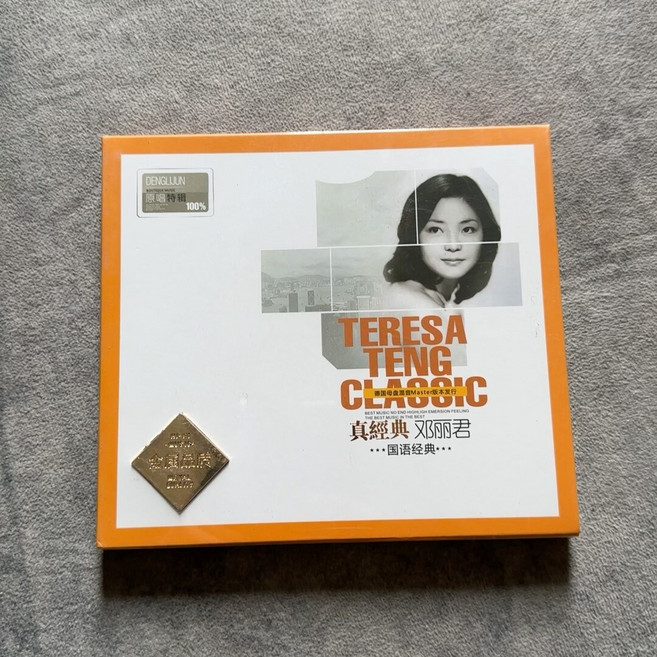 DENGLIJUN
原唱特辑
100%
TERESA
TENG
CLASSIC
德国母盘混音Master版本发行
BEST MUSIC NO END HIGHLIGH EMERSION FEELING
THE BEST MUSIC IN THE BEST
真經典 邓丽君
***国语经典***